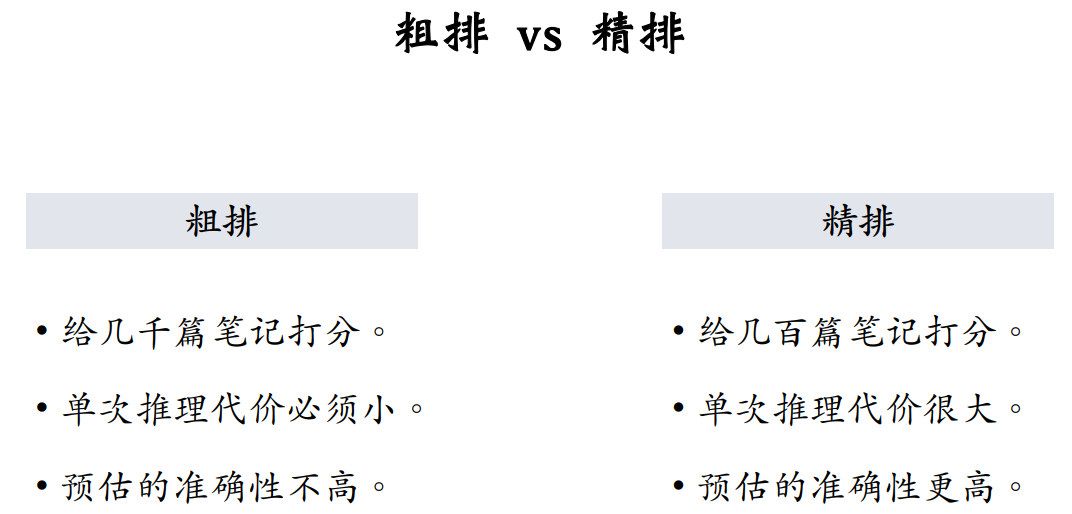 粗排 vs 精排
粗排
• 给几千篇笔记打分。
• 单次推理代价必须小。
• 预估的准确性不高。
精排
• 给几百篇笔记打分。
• 单次推理代价很大。
• 预估的准确性更高。